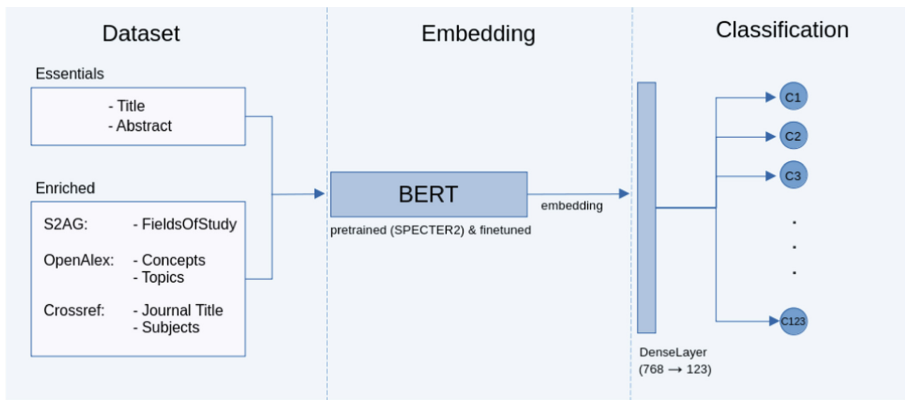 Dataset
Essentials
- Title
- Abstract
Enriched
S2AG: - FieldsOfStudy
OpenAlex: - Concepts
- Topics
Crossref: - Journal Title
- Subjects
Embedding
BERT
pretrained (SPECTER2) & finetuned
embedding
Classification
C1
C2
C3
.
.
.
C123
DenseLayer
(768 → 123)